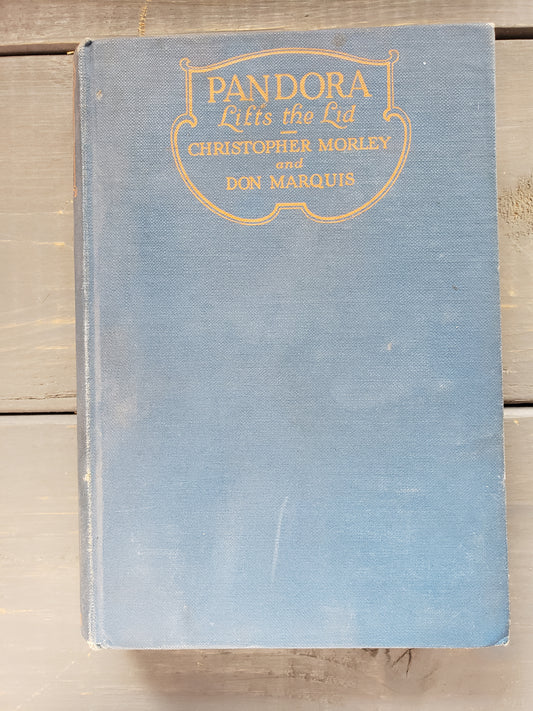 PANDORA
Lifts the Lid
CHRISTOPHER MORLEY
and
DON MARQUIS